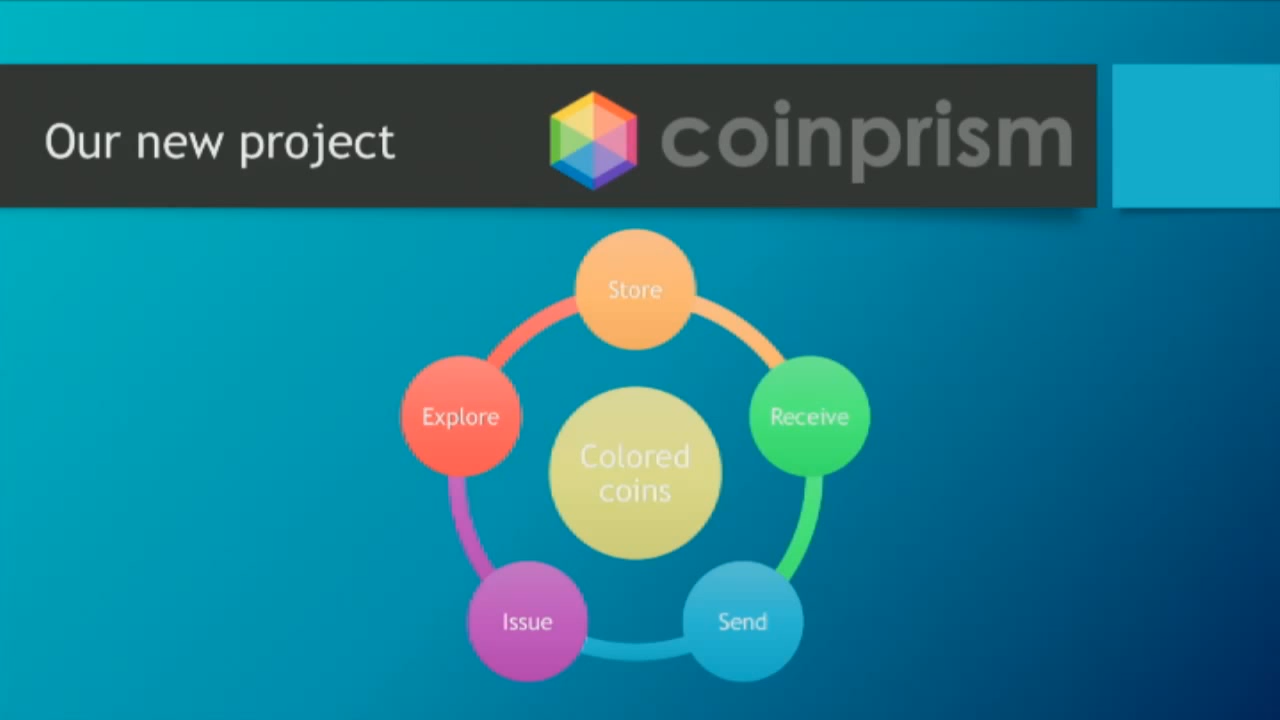 Our new project
coinprism
Store
Explore
Receive
Colored
coins
Issue
Send